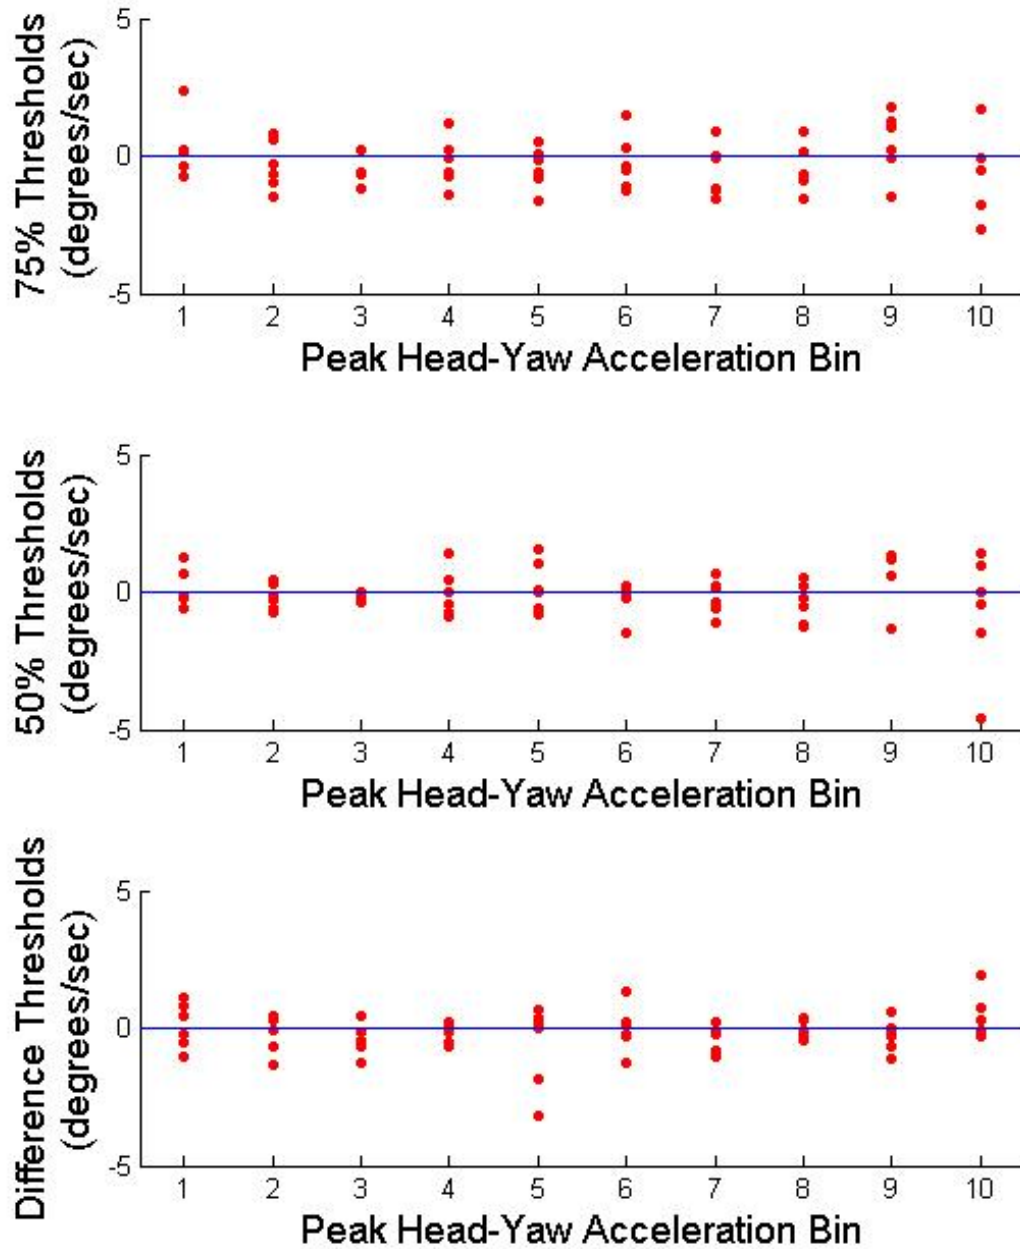 75% Thresholds
(degrees/sec)
5
0
-5
1 2 3 4 5 6 7 8 9 10
Peak Head-Yaw Acceleration Bin
50% Thresholds
(degrees/sec)
5
0
-5
1 2 3 4 5 6 7 8 9 10
Peak Head-Yaw Acceleration Bin
Difference Thresholds
(degrees/sec)
5
0
-5
1 2 3 4 5 6 7 8 9 10
Peak Head-Yaw Acceleration Bin